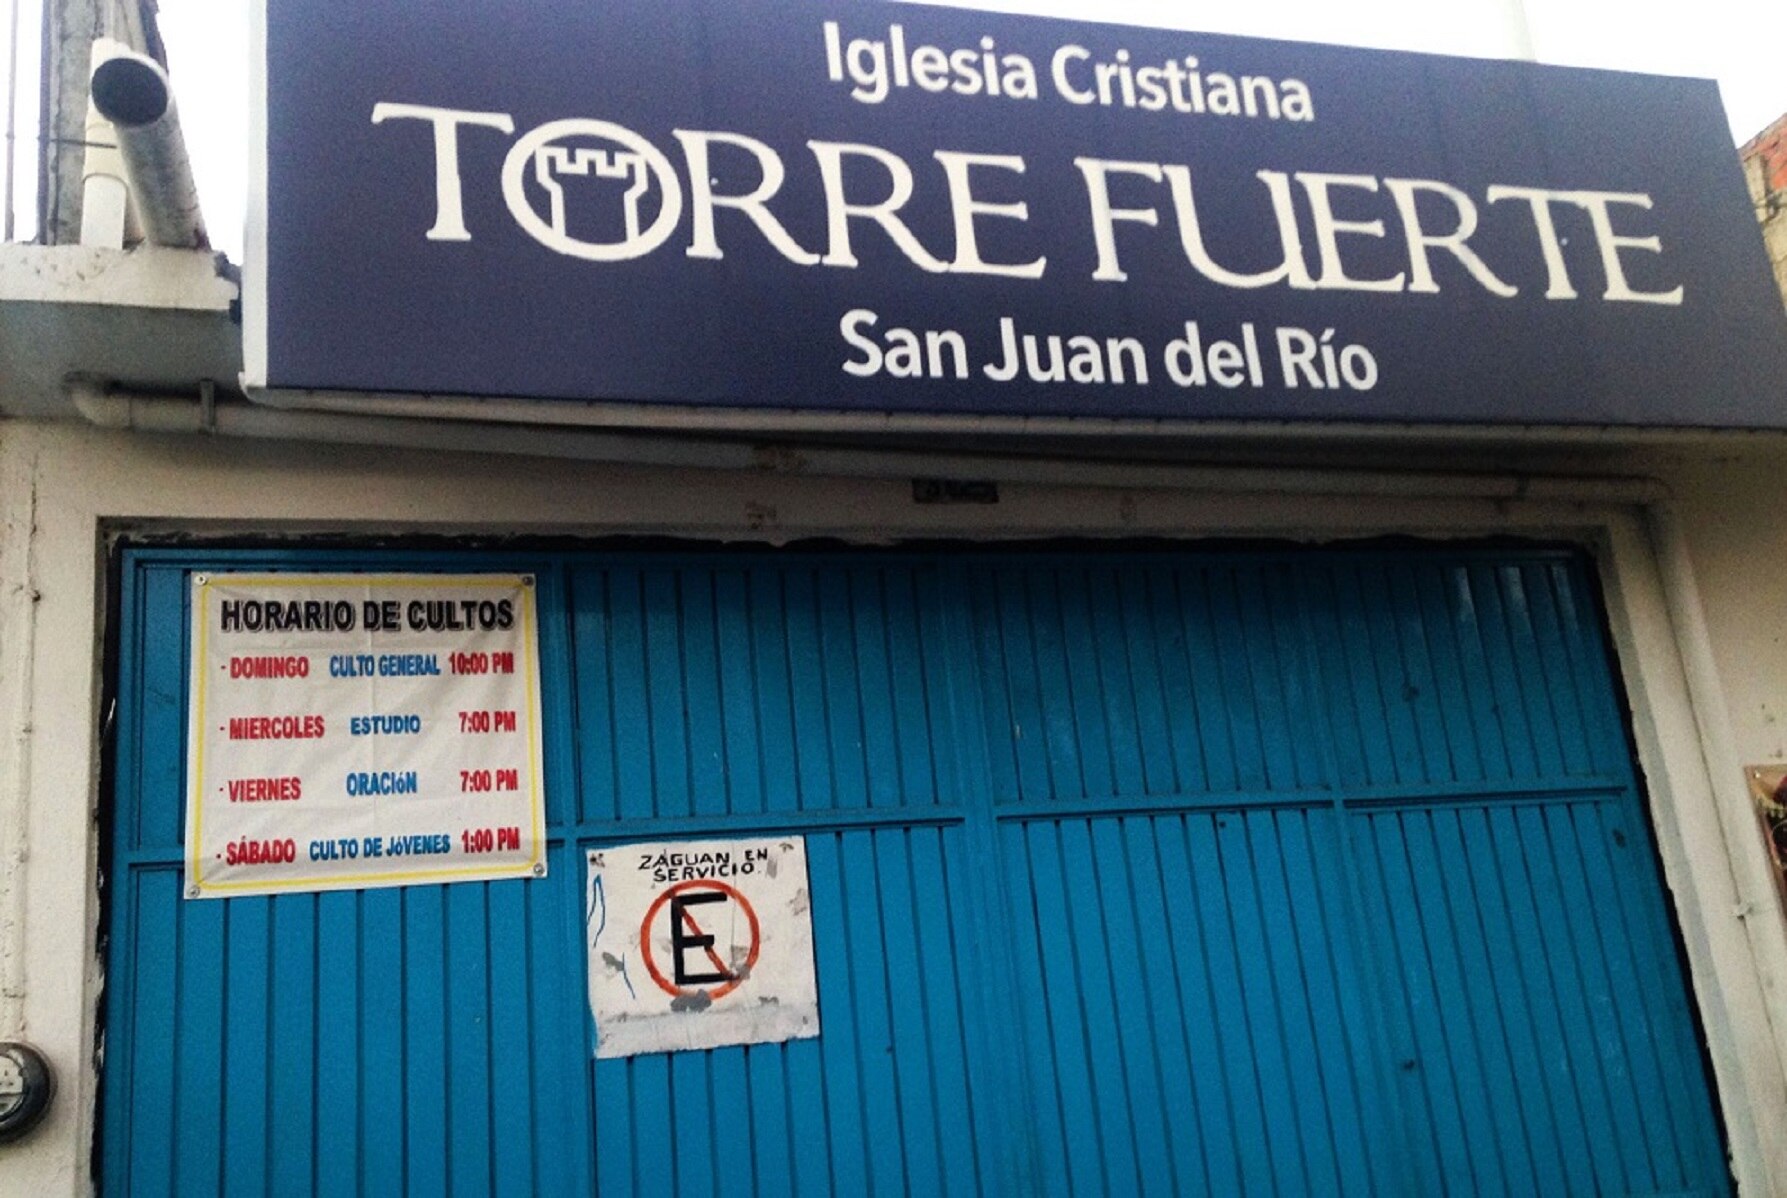 Iglesia Cristiana
TORRE FUERTE
San Juan del Río
HORARIO DE CULTOS
· DOMINGO CULTO GENERAL 10:00 PM
· MIERCOLES ESTUDIO 7:00 PM
· VIERNES ORACIóN 7:00 PM
· SÁBADO CULTO DE JóVENES 1:00 PM
ZAGUAN EN
SERVICIO.
E